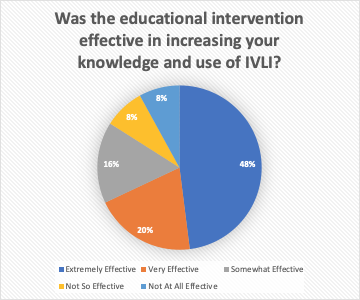 Was the educational intervention
effective in increasing your
knowledge and use of IVLI?
8%
8%
48%
16%
20%
Extremely Effective Very Effective Somewhat Effective
Not So Effective Not At All Effective